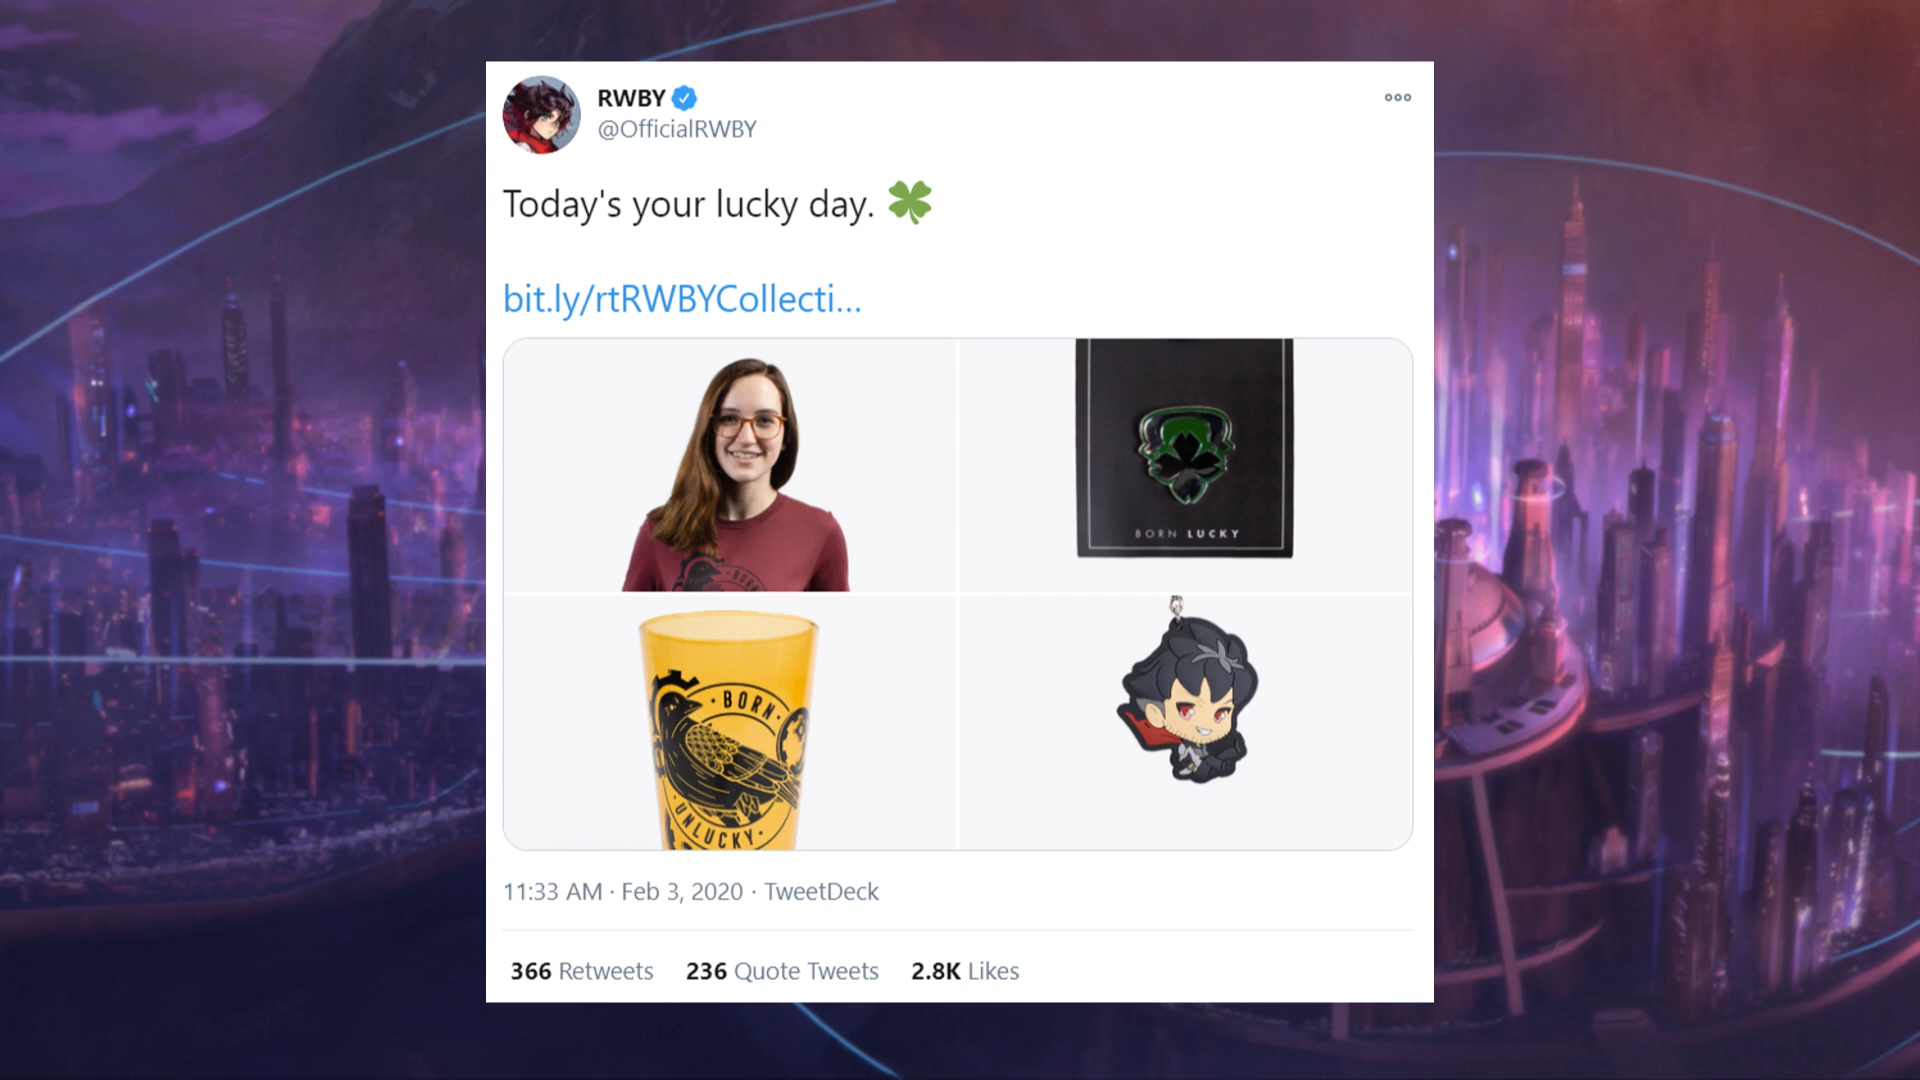 RWBY
@OfficialRWBY
Today's your lucky day. 🍀
bit.ly/rtRWBYCollecti...
BORN
BORN LUCKY
·BORN·
·UNLUCKY·
11:33 AM · Feb 3, 2020 · TweetDeck
366 Retweets 236 Quote Tweets 2.8K Likes